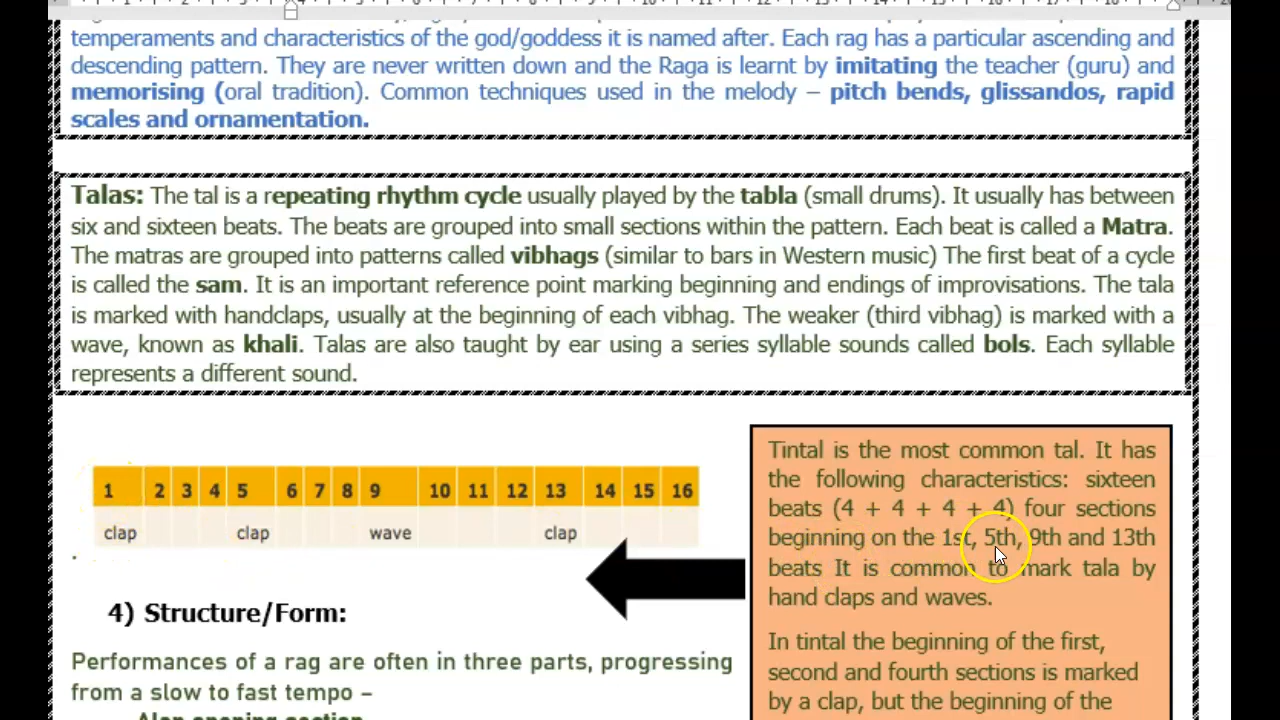 temperaments and characteristics of the god/goddess it is named after. Each rag has a particular ascending and
descending pattern. They are never written down and the Raga is learnt by imitating the teacher (guru) and
memorising (oral tradition). Common techniques used in the melody – pitch bends, glissandos, rapid
scales and ornamentation.
Talas: The tal is a repeating rhythm cycle usually played by the tabla (small drums). It usually has between
six and sixteen beats. The beats are grouped into small sections within the pattern. Each beat is called a Matra.
The matras are grouped into patterns called vibhags (similar to bars in Western music) The first beat of a cycle
is called the sam. It is an important reference point marking beginning and endings of improvisations. The tala
is marked with handclaps, usually at the beginning of each vibhag. The weaker (third vibhag) is marked with a
wave, known as khali. Talas are also taught by ear using a series syllable sounds called bols. Each syllable
represents a different sound.
1 2 3 4 5 6 7 8 9 10 11 12 13 14 15 16
clap clap wave clap
4) Structure/Form:
Performances of a rag are often in three parts, progressing
from a slow to fast tempo –
Alap opening section
Tintal is the most common tal. It has
the following characteristics: sixteen
beats (4 + 4 + 4 + 4) four sections
beginning on the 1st, 5th, 9th and 13th
beats It is common to mark tala by
hand claps and waves.
In tintal the beginning of the first,
second and fourth sections is marked
by a clap, but the beginning of the